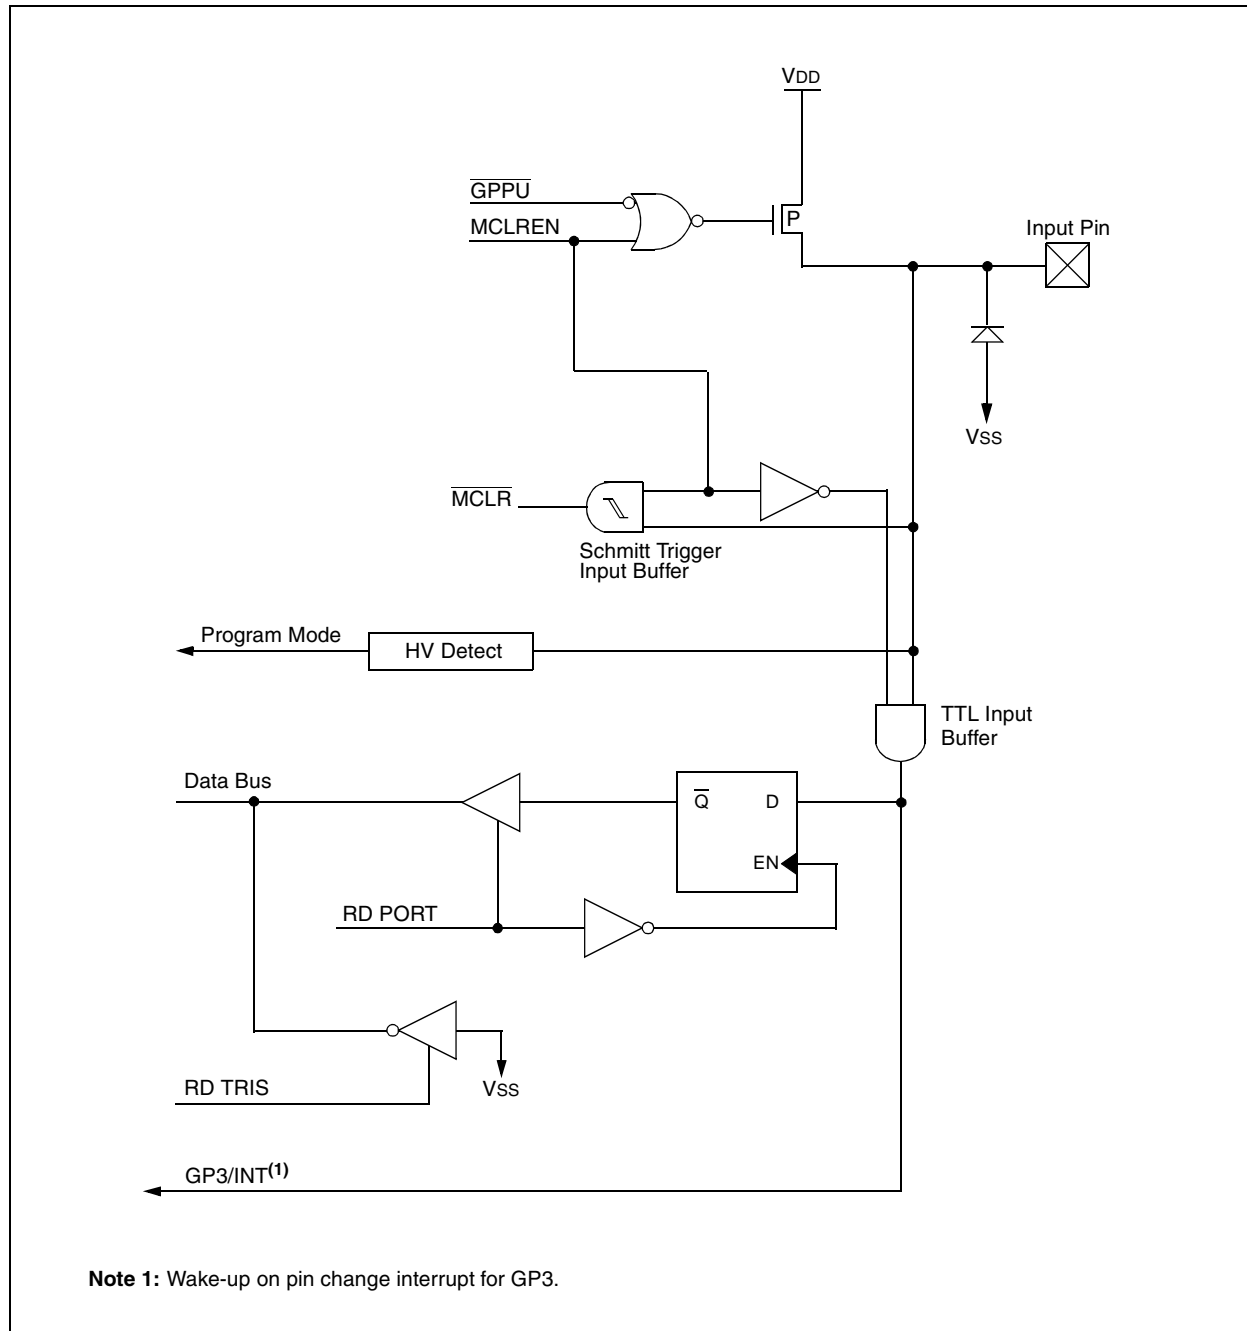 VDD
GPPU
MCLREN
P
Input Pin
VSS
MCLR
Schmitt Trigger
Input Buffer
Program Mode
HV Detect
TTL Input
Buffer
Data Bus
Q
D
EN
RD PORT
RD TRIS
VSS
GP3/INT(1)
Note 1: Wake-up on pin change interrupt for GP3.